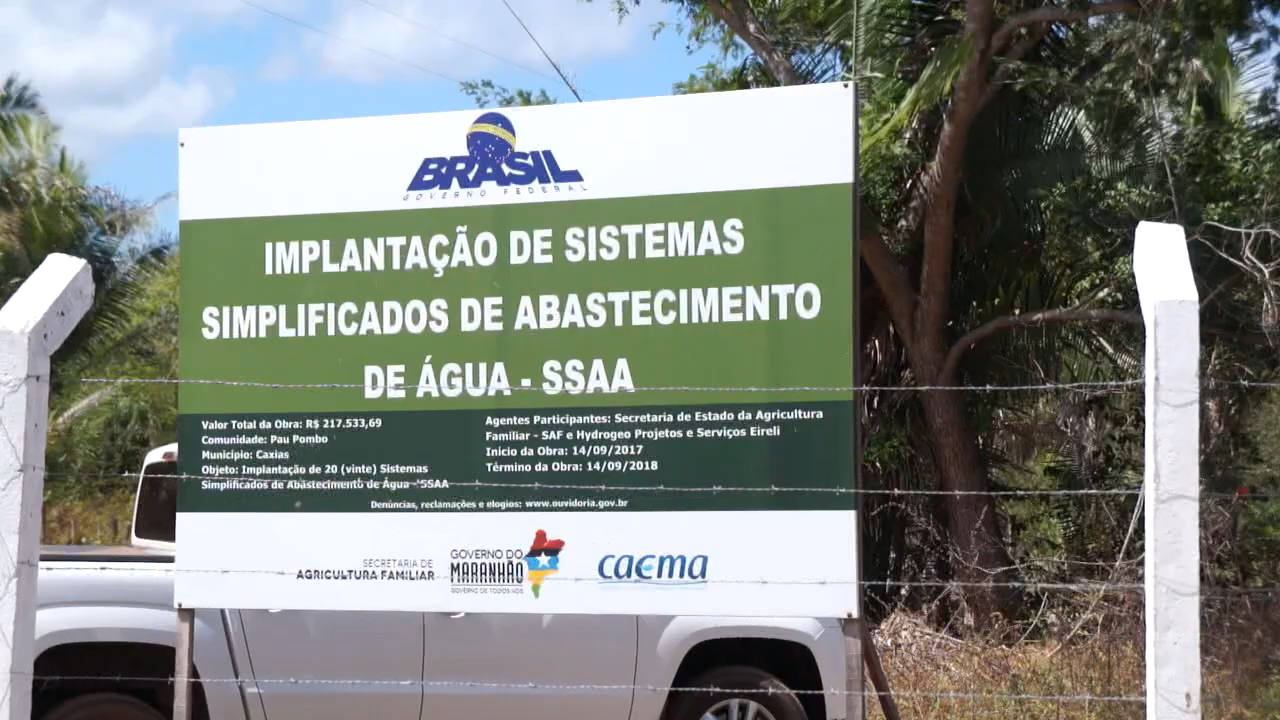 BRASIL
GOVERNO FEDERAL
IMPLANTAÇÃO DE SISTEMAS
SIMPLIFICADOS DE ABASTECIMENTO
DE ÁGUA - SSAA
Valor Total da Obra: R$ 217.533,69
Comunidade: Pau Pombo
Município: Caxias
Objeto: Implantação de 20 (vinte) Sistemas
Simplificados de Abastecimento de Água - SSAA
Agentes Participantes: Secretaria de Estado da Agricultura
Familiar - SAF e Hydrogeo Projetos e Serviços Eireli
Início da Obra: 14/09/2017
Término da Obra: 14/09/2018
Denúncias, reclamações e elogios: www.ouvidoria.gov.br
SECRETARIA DE
AGRICULTURA FAMILIAR
GOVERNO DO
MARANHÃO
GOVERNO DE TODOS NÓS
caema